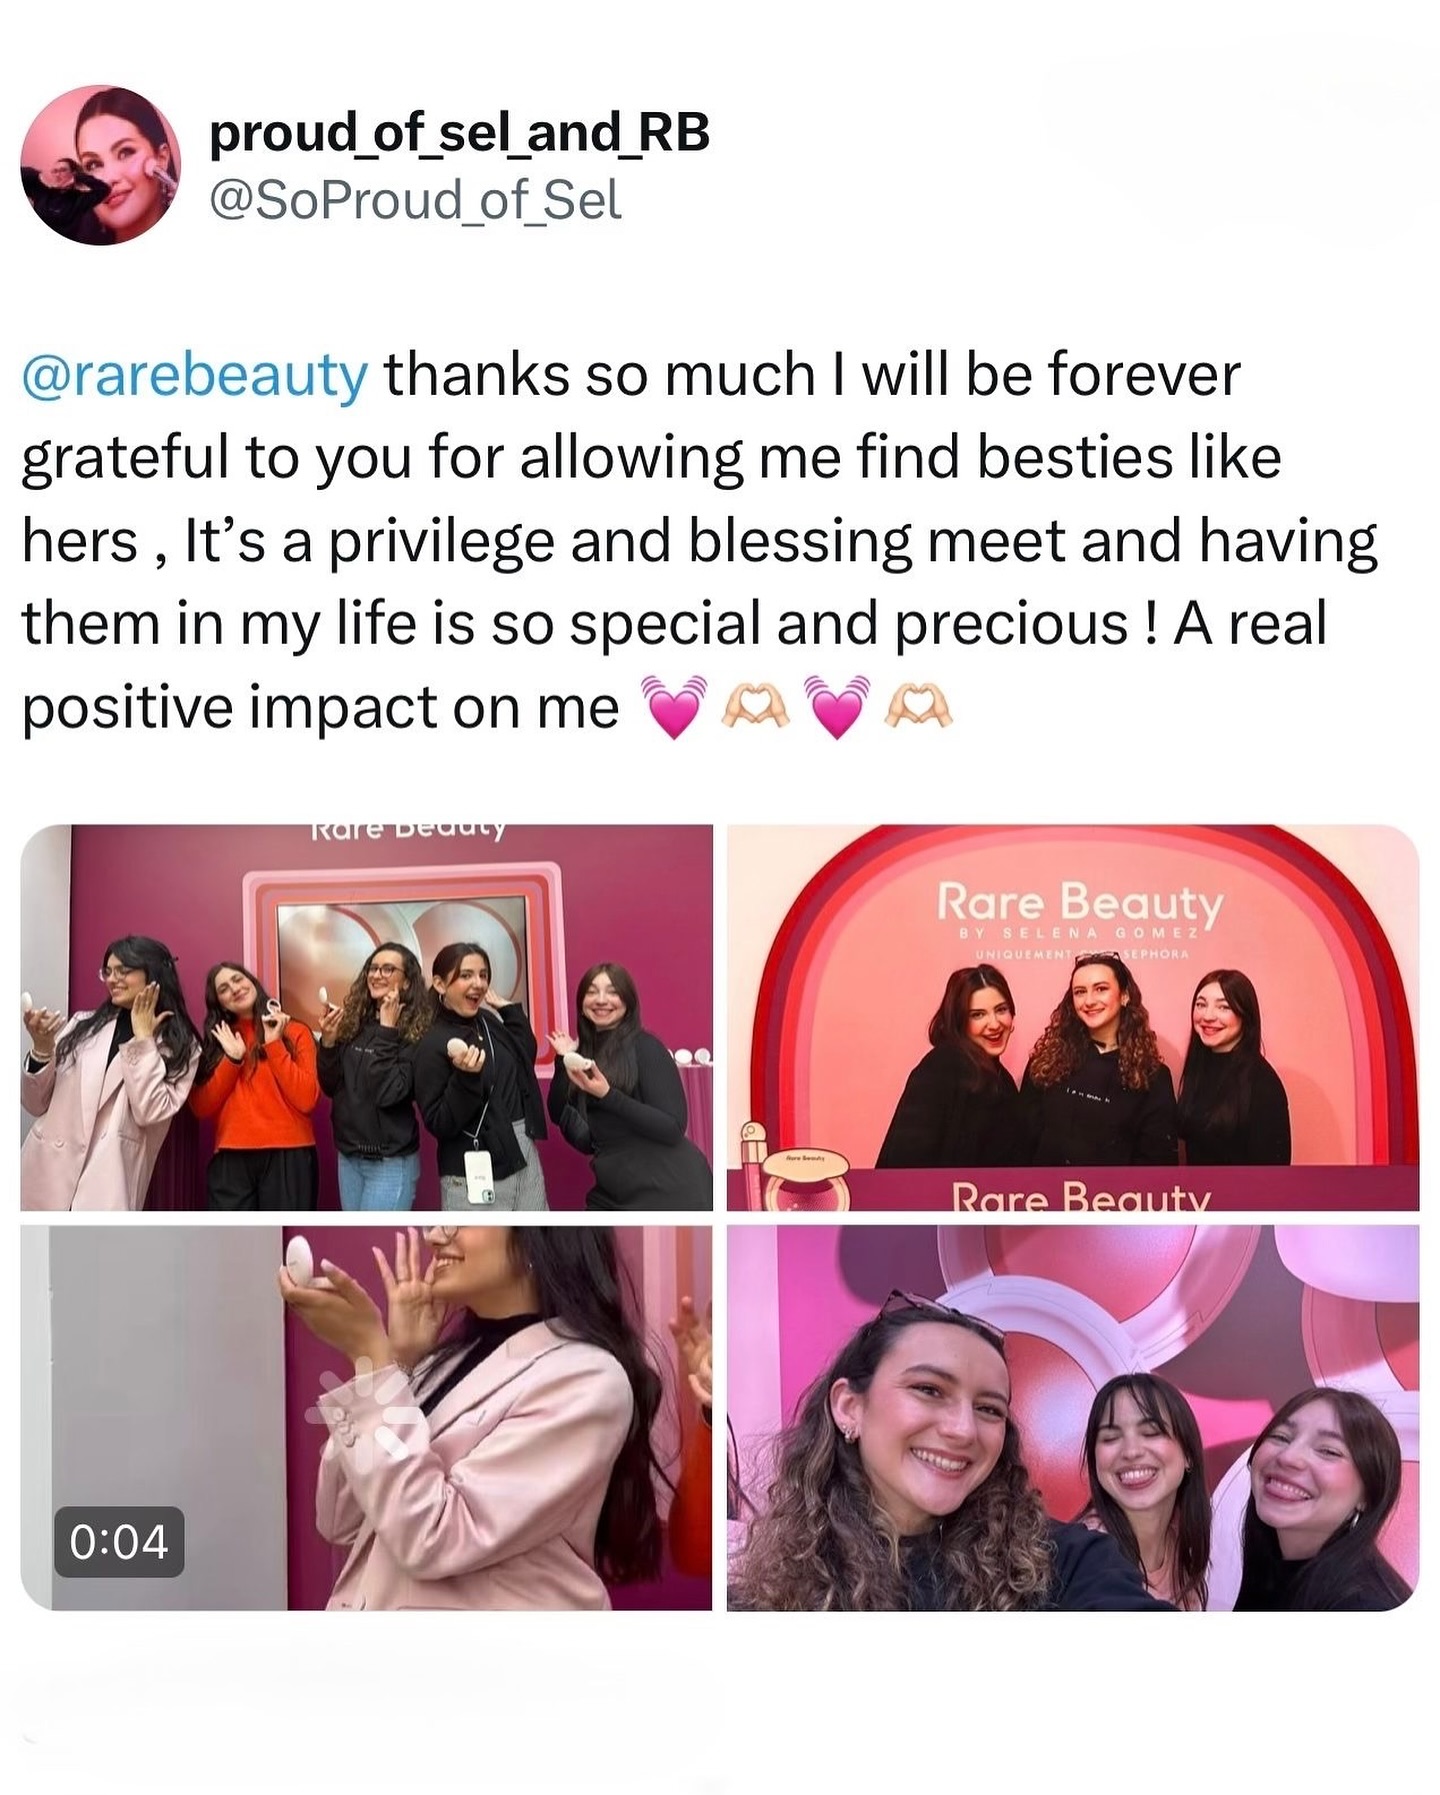 proud_of_sel_and_RB
@SoProud_of_Sel
@rarebeauty thanks so much I will be forever
grateful to you for allowing me find besties like
hers , It’s a privilege and blessing meet and having
them in my life is so special and precious ! A real
positive impact on me 💓🫶🏻💓🫶🏻
Rare Beauty
Rare Beauty
BY SELENA GOMEZ
UNIQUEMENT SEPHORA
Rare Beauty
Rare Beauty
0:04